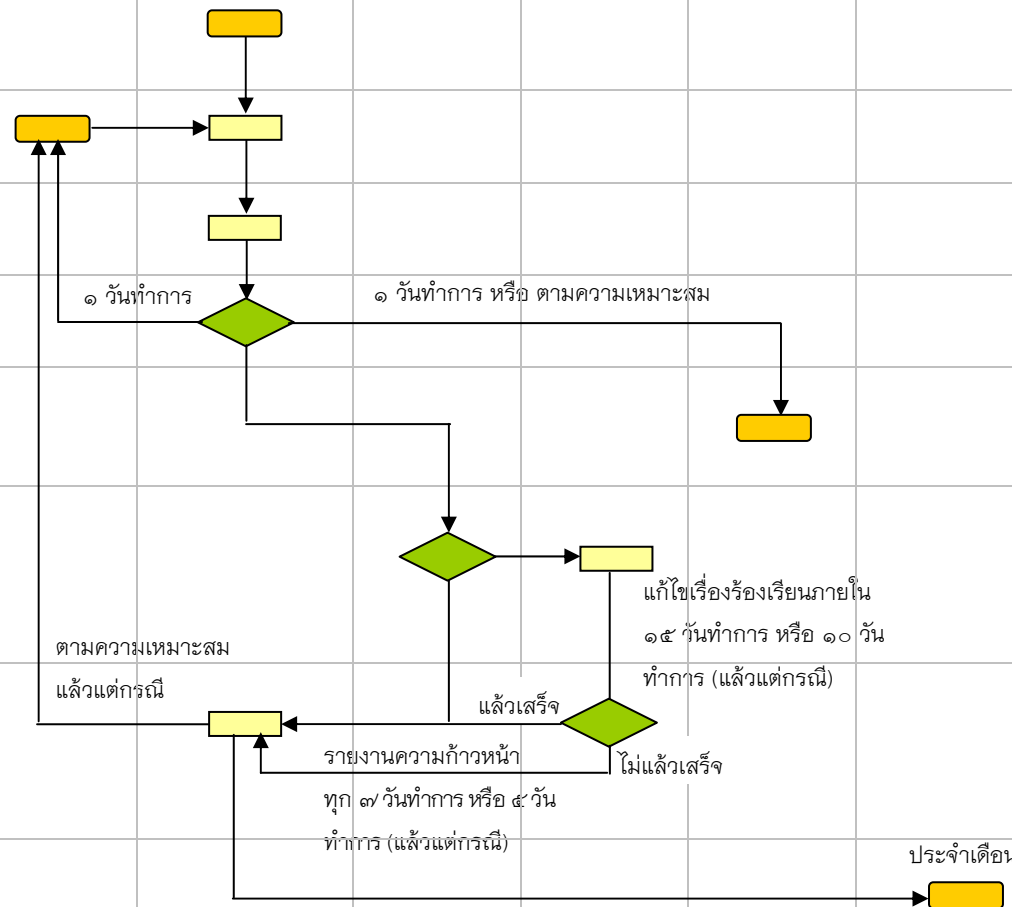 ๑ วันทำการ
๑ วันทำการ หรือ ตามความเหมาะสม
แก้ไขเรื่องร้องเรียนภายใน
๑๕ วันทำการ หรือ ๑๐ วัน
ทำการ (แล้วแต่กรณี)
ตามความเหมาะสม
แล้วแต่กรณี
แล้วเสร็จ
ไม่แล้วเสร็จ
รายงานความก้าวหน้า
ทุก ๗ วันทำการ หรือ ๕ วัน
ทำการ (แล้วแต่กรณี)
ประจำเดือน